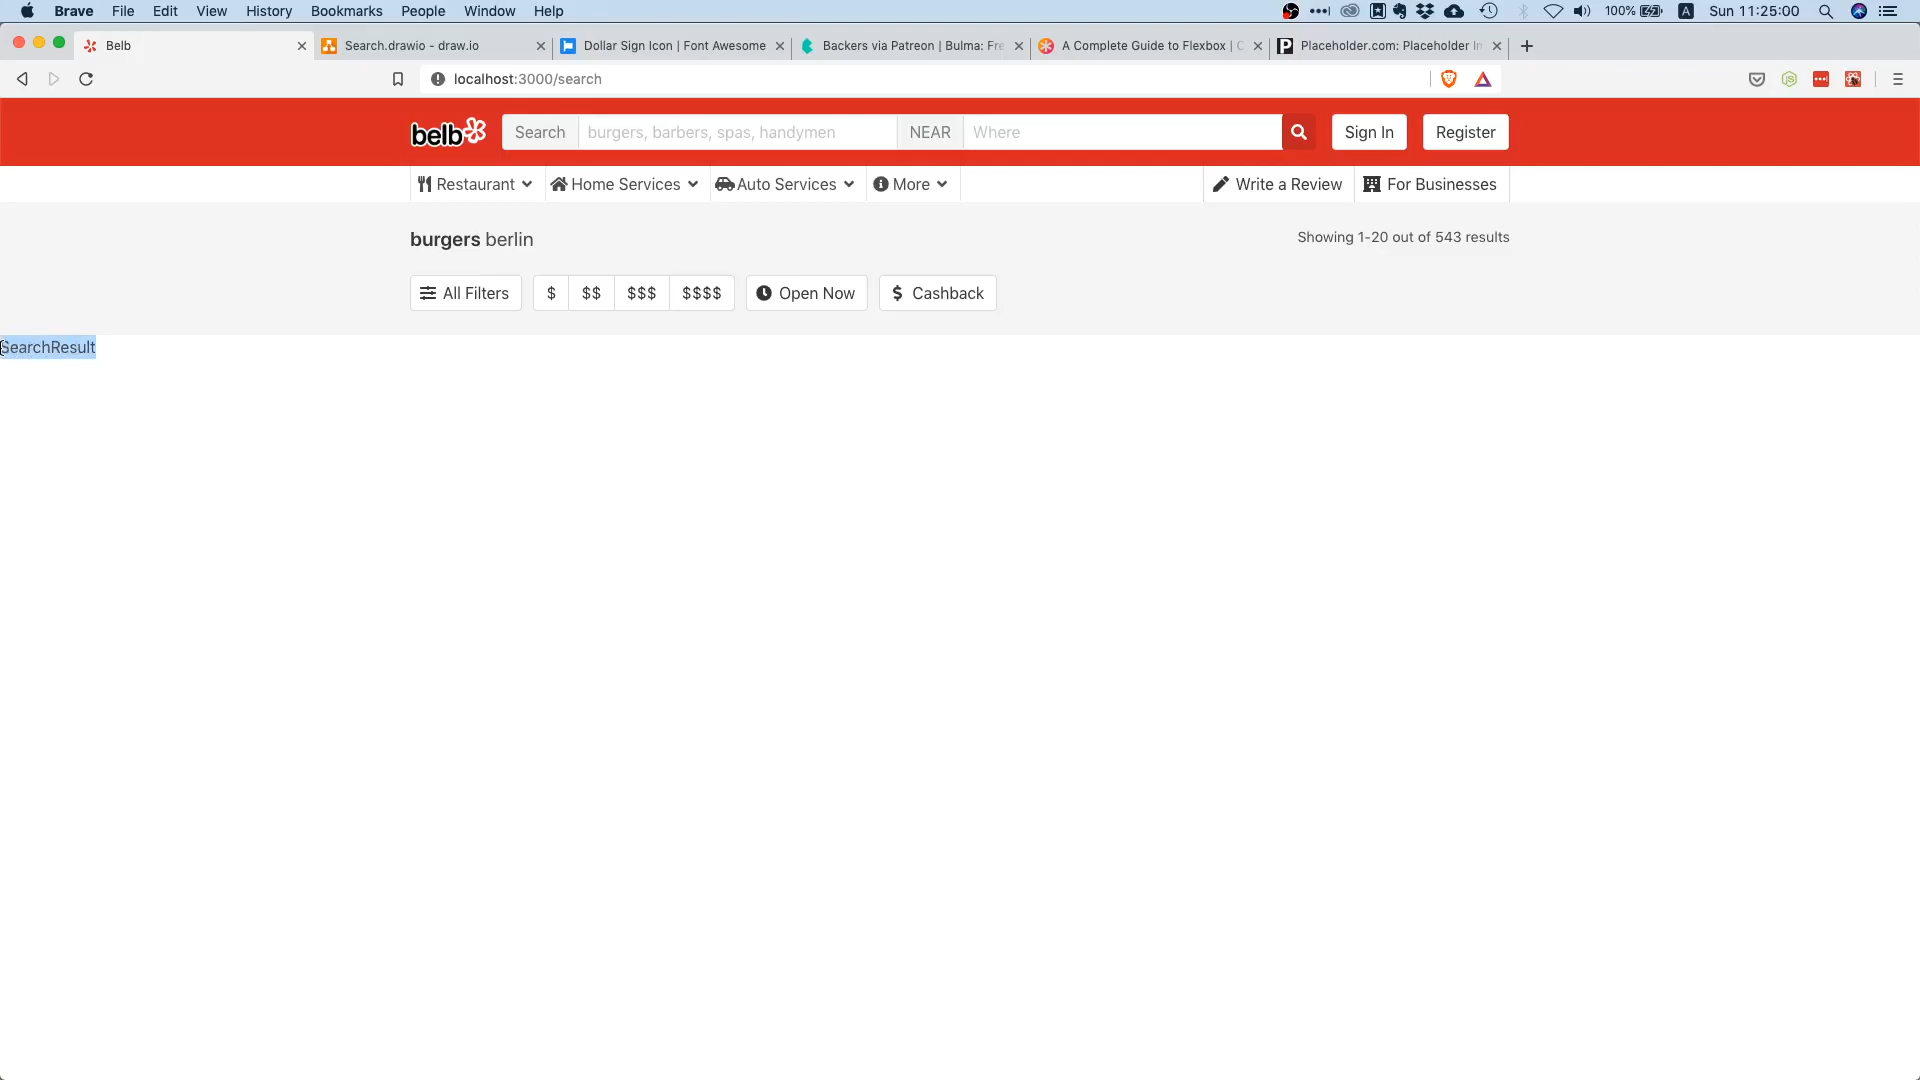 Brave File Edit View History Bookmarks People Window Help 100% A Sun 11:25:00
Belb Search.drawio - draw.io Dollar Sign Icon | Font Awesome Backers via Patreon | Bulma: Fre A Complete Guide to Flexbox | C Placeholder.com: Placeholder Im
localhost:3000/search
belb Search burgers, barbers, spas, handymen NEAR Where Sign In Register
Restaurant Home Services Auto Services More Write a Review For Businesses
burgers berlin Showing 1-20 out of 543 results
All Filters $ $$ $$$ $$$$ Open Now $ Cashback
SearchResult